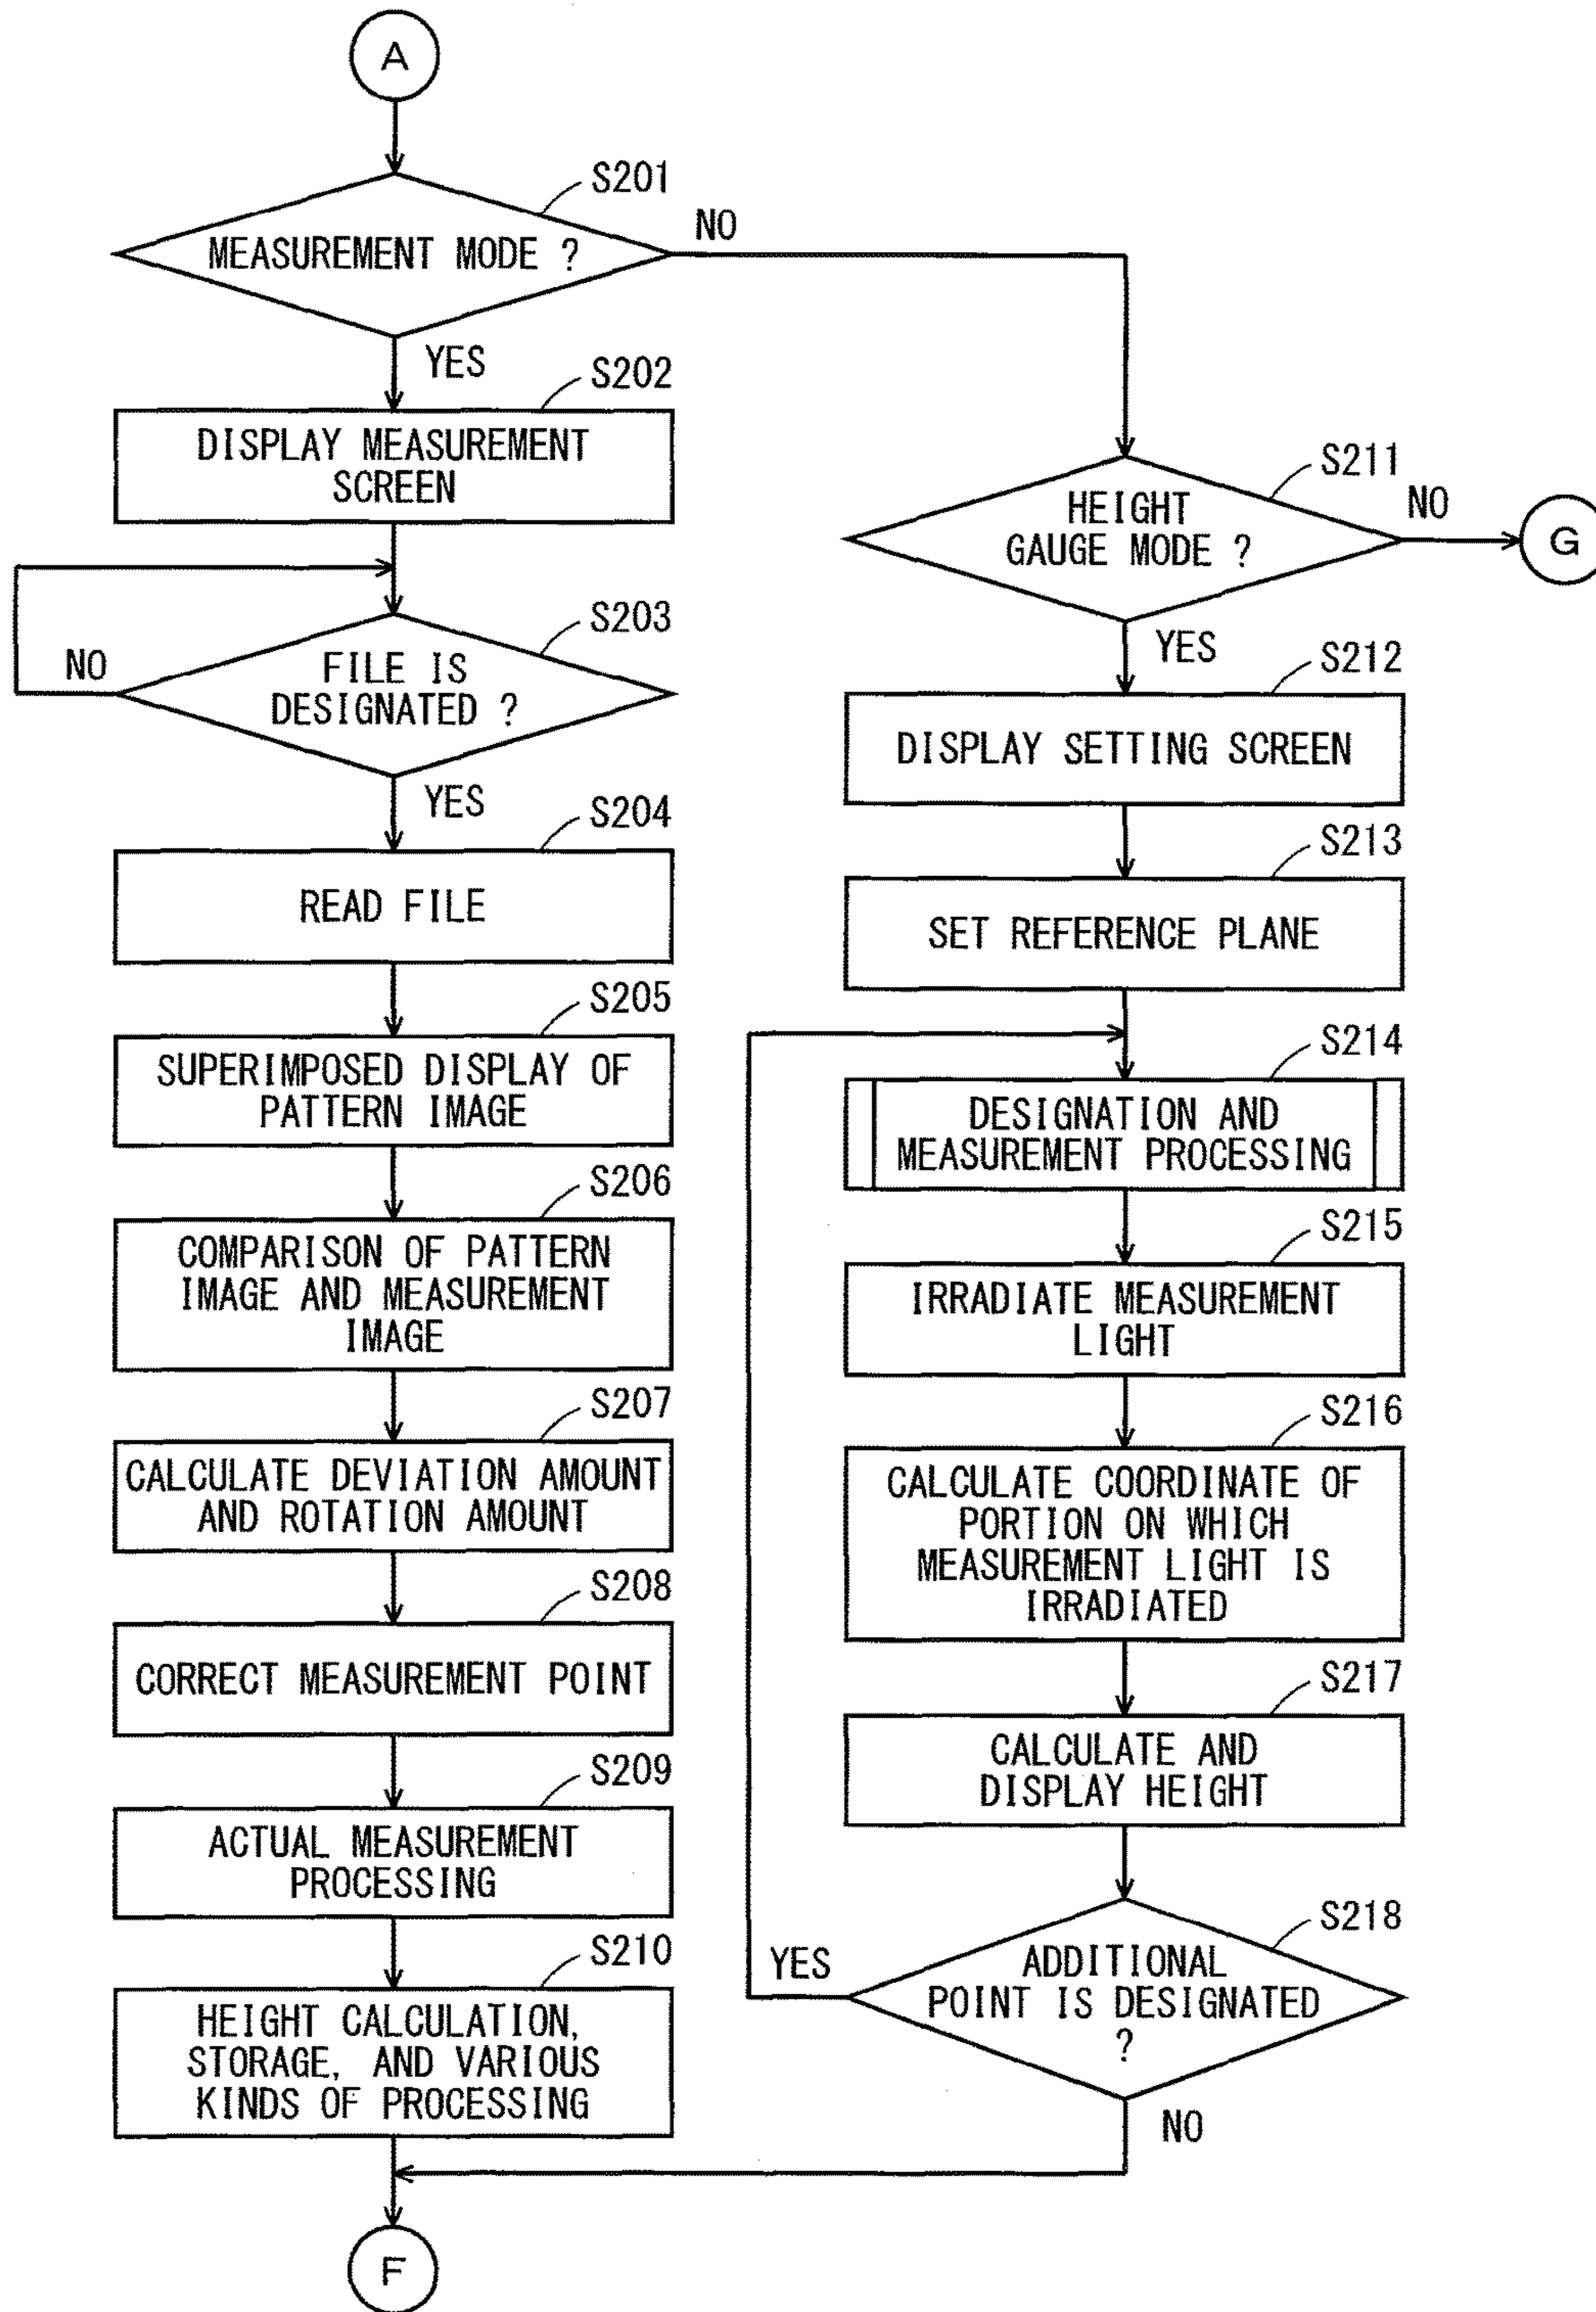 A
S201
MEASUREMENT MODE ?
NO
YES
S202
DISPLAY MEASUREMENT
SCREEN
S203
FILE IS
DESIGNATED ?
NO
YES
S204
READ FILE
S205
SUPERIMPOSED DISPLAY OF
PATTERN IMAGE
S206
COMPARISON OF PATTERN
IMAGE AND MEASUREMENT
IMAGE
S207
CALCULATE DEVIATION AMOUNT
AND ROTATION AMOUNT
S208
CORRECT MEASUREMENT POINT
S209
ACTUAL MEASUREMENT
PROCESSING
S210
HEIGHT CALCULATION,
STORAGE, AND VARIOUS
KINDS OF PROCESSING
F
S211
HEIGHT
GAUGE MODE ?
NO
G
YES
S212
DISPLAY SETTING SCREEN
S213
SET REFERENCE PLANE
S214
DESIGNATION AND
MEASUREMENT PROCESSING
S215
IRRADIATE MEASUREMENT
LIGHT
S216
CALCULATE COORDINATE OF
PORTION ON WHICH
MEASUREMENT LIGHT IS
IRRADIATED
S217
CALCULATE AND
DISPLAY HEIGHT
S218
YES
ADDITIONAL
POINT IS DESIGNATED
?
NO